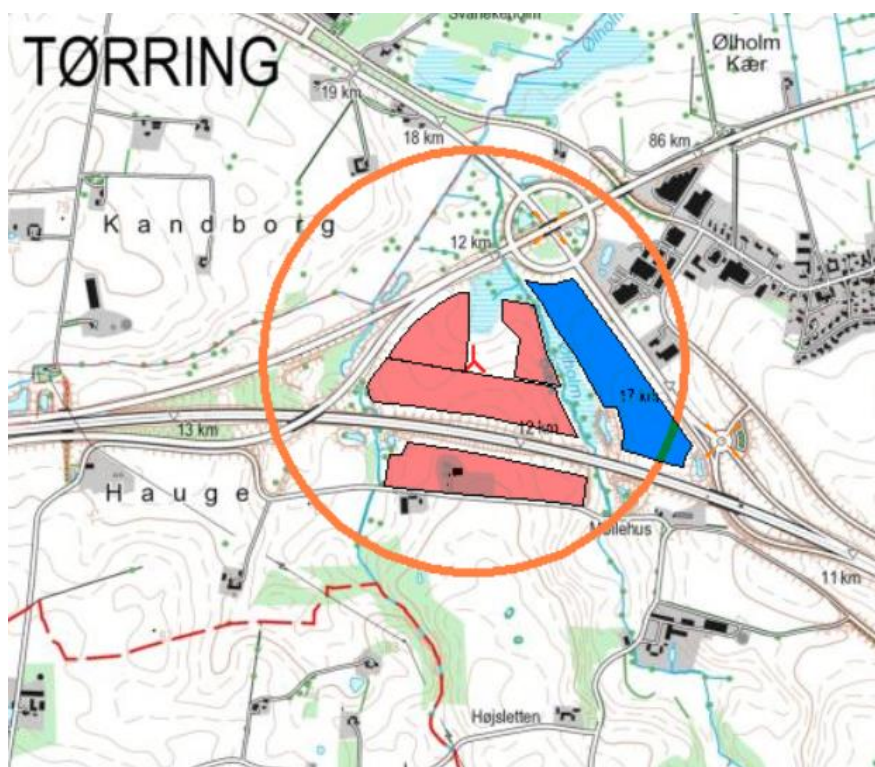 Svanekeholm
TØRRING
Ølholm
Ølholm
Kær
19 km
18 km
86 km
Kandborg
12 km
Ølholm
17 km
13 km
12 km
Hauge
Møllehus
11 km
Højsletten